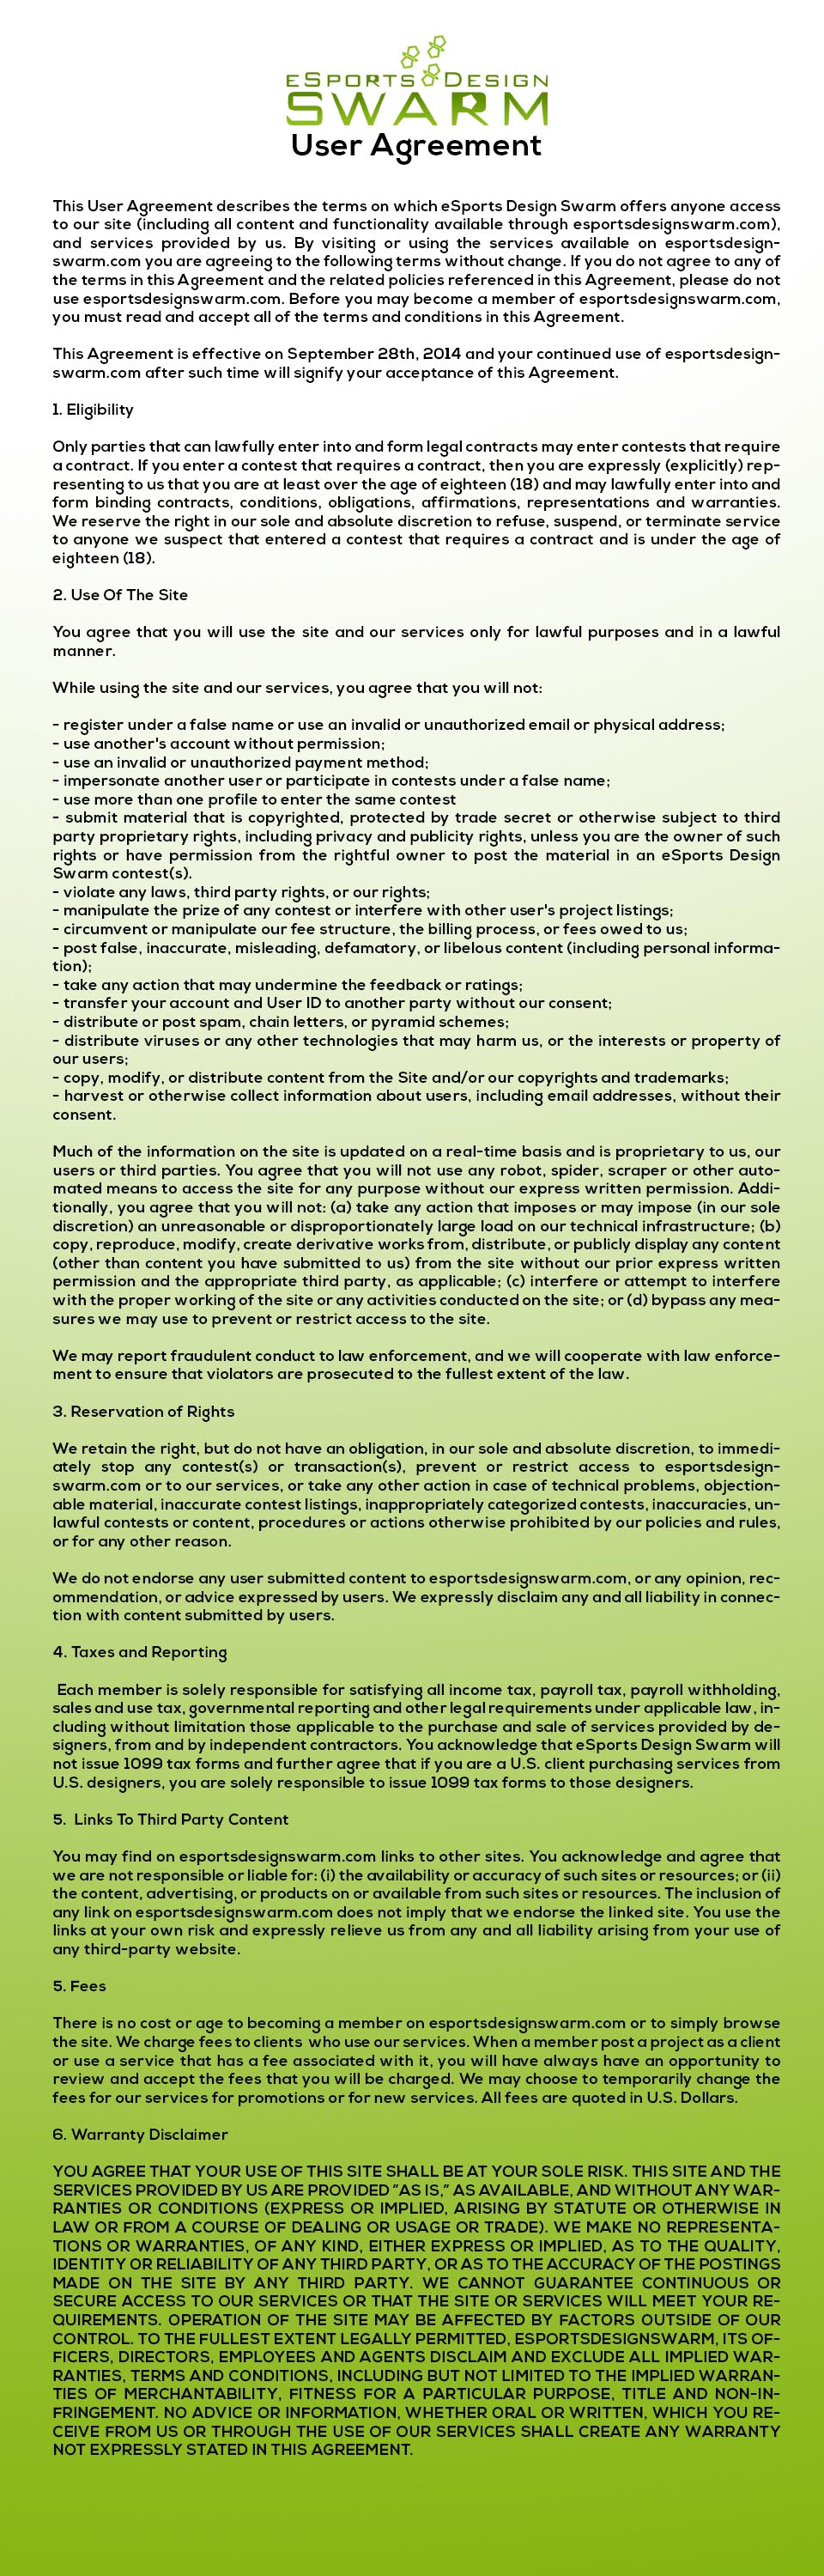 eSports Design
SWARM
User Agreement
This User Agreement describes the terms on which eSports Design Swarm offers anyone access
to our site (including all content and functionality available through esportsdesignswarm.com),
and services provided by us. By visiting or using the services available on esportsdesign-
swarm.com you are agreeing to the following terms without change. If you do not agree to any of
the terms in this Agreement and the related policies referenced in this Agreement, please do not
use esportsdesignswarm.com. Before you may become a member of esportsdesignswarm.com,
you must read and accept all of the terms and conditions in this Agreement.
This Agreement is effective on September 28th, 2014 and your continued use of esportsdesign-
swarm.com after such time will signify your acceptance of this Agreement.
1. Eligibility
Only parties that can lawfully enter into and form legal contracts may enter contests that require
a contract. If you enter a contest that requires a contract, then you are expressly (explicitly) rep-
resenting to us that you are at least over the age of eighteen (18) and may lawfully enter into and
form binding contracts, conditions, obligations, affirmations, representations and warranties.
We reserve the right in our sole and absolute discretion to refuse, suspend, or terminate service
to anyone we suspect that entered a contest that requires a contract and is under the age of
eighteen (18).
2. Use Of The Site
You agree that you will use the site and our services only for lawful purposes and in a lawful
manner.
While using the site and our services, you agree that you will not:
- register under a false name or use an invalid or unauthorized email or physical address;
- use another's account without permission;
- use an invalid or unauthorized payment method;
- impersonate another user or participate in contests under a false name;
- use more than one profile to enter the same contest
- submit material that is copyrighted, protected by trade secret or otherwise subject to third
party proprietary rights, including privacy and publicity rights, unless you are the owner of such
rights or have permission from the rightful owner to post the material in an eSports Design
Swarm contest(s).
- violate any laws, third party rights, or our rights;
- manipulate the prize of any contest or interfere with other user's project listings;
- circumvent or manipulate our fee structure, the billing process, or fees owed to us;
- post false, inaccurate, misleading, defamatory, or libelous content (including personal informa-
tion);
- take any action that may undermine the feedback or ratings;
- transfer your account and User ID to another party without our consent;
- distribute or post spam, chain letters, or pyramid schemes;
- distribute viruses or any other technologies that may harm us, or the interests or property of
our users;
- copy, modify, or distribute content from the Site and/or our copyrights and trademarks;
- harvest or otherwise collect information about users, including email addresses, without their
consent.
Much of the information on the site is updated on a real-time basis and is proprietary to us, our
users or third parties. You agree that you will not use any robot, spider, scraper or other auto-
mated means to access the site for any purpose without our express written permission. Addi-
tionally, you agree that you will not: (a) take any action that imposes or may impose (in our sole
discretion) an unreasonable or disproportionately large load on our technical infrastructure; (b)
copy, reproduce, modify, create derivative works from, distribute, or publicly display any content
(other than content you have submitted to us) from the site without our prior express written
permission and the appropriate third party, as applicable; (c) interfere or attempt to interfere
with the proper working of the site or any activities conducted on the site; or (d) bypass any mea-
sures we may use to prevent or restrict access to the site.
We may report fraudulent conduct to law enforcement, and we will cooperate with law enforce-
ment to ensure that violators are prosecuted to the fullest extent of the law.
3. Reservation of Rights
We retain the right, but do not have an obligation, in our sole and absolute discretion, to immedi-
ately stop any contest(s) or transaction(s), prevent or restrict access to esportsdesign-
swarm.com or to our services, or take any other action in case of technical problems, objection-
able material, inaccurate contest listings, inappropriately categorized contests, inaccuracies, un-
lawful contests or content, procedures or actions otherwise prohibited by our policies and rules,
or for any other reason.
We do not endorse any user submitted content to esportsdesignswarm.com, or any opinion, rec-
ommendation, or advice expressed by users. We expressly disclaim any and all liability in connec-
tion with content submitted by users.
4. Taxes and Reporting
Each member is solely responsible for satisfying all income tax, payroll tax, payroll withholding,
sales and use tax, governmental reporting and other legal requirements under applicable law, in-
cluding without limitation those applicable to the purchase and sale of services provided by de-
signers, from and by independent contractors. You acknowledge that eSports Design Swarm will
not issue 1099 tax forms and further agree that if you are a U.S. client purchasing services from
U.S. designers, you are solely responsible to issue 1099 tax forms to those designers.
5. Links To Third Party Content
You may find on esportsdesignswarm.com links to other sites. You acknowledge and agree that
we are not responsible or liable for: (i) the availability or accuracy of such sites or resources; or (ii)
the content, advertising, or products on or available from such sites or resources. The inclusion of
any link on esportsdesignswarm.com does not imply that we endorse the linked site. You use the
links at your own risk and expressly relieve us from any and all liability arising from your use of
any third-party website.
5. Fees
There is no cost or age to becoming a member on esportsdesignswarm.com or to simply browse
the site. We charge fees to clients who use our services. When a member post a project as a client
or use a service that has a fee associated with it, you will have always have an opportunity to
review and accept the fees that you will be charged. We may choose to temporarily change the
fees for our services for promotions or for new services. All fees are quoted in U.S. Dollars.
6. Warranty Disclaimer
YOU AGREE THAT YOUR USE OF THIS SITE SHALL BE AT YOUR SOLE RISK. THIS SITE AND THE
SERVICES PROVIDED BY US ARE PROVIDED "AS IS," AS AVAILABLE, AND WITHOUT ANY WAR-
RANTIES OR CONDITIONS (EXPRESS OR IMPLIED, ARISING BY STATUTE OR OTHERWISE IN
LAW OR FROM A COURSE OF DEALING OR USAGE OR TRADE). WE MAKE NO REPRESENTA-
TIONS OR WARRANTIES, OF ANY KIND, EITHER EXPRESS OR IMPLIED, AS TO THE QUALITY,
IDENTITY OR RELIABILITY OF ANY THIRD PARTY, OR AS TO THE ACCURACY OF THE POSTINGS
MADE ON THE SITE BY ANY THIRD PARTY. WE CANNOT GUARANTEE CONTINUOUS OR
SECURE ACCESS TO OUR SERVICES OR THAT THE SITE OR SERVICES WILL MEET YOUR RE-
QUIREMENTS. OPERATION OF THE SITE MAY BE AFFECTED BY FACTORS OUTSIDE OF OUR
CONTROL. TO THE FULLEST EXTENT LEGALLY PERMITTED, ESPORTSDESIGNSWARM, ITS OF-
FICERS, DIRECTORS, EMPLOYEES AND AGENTS DISCLAIM AND EXCLUDE ALL IMPLIED WAR-
RANTIES, TERMS AND CONDITIONS, INCLUDING BUT NOT LIMITED TO THE IMPLIED WARRAN-
TIES OF MERCHANTABILITY, FITNESS FOR A PARTICULAR PURPOSE, TITLE AND NON-IN-
FRINGEMENT. NO ADVICE OR INFORMATION, WHETHER ORAL OR WRITTEN, WHICH YOU RE-
CEIVE FROM US OR THROUGH THE USE OF OUR SERVICES SHALL CREATE ANY WARRANTY
NOT EXPRESSLY STATED IN THIS AGREEMENT.